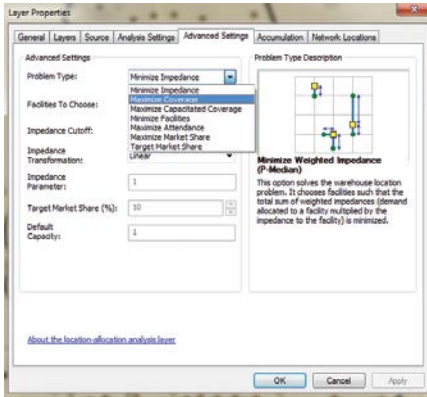 Layer Properties
General Layers Source Analysis Settings Advanced Settings Accumulation Network Locations
Advanced Settings
Problem Type:
Minimize Impedance
Minimize Impedance
Maximize Coverage
Maximize Capacitated Coverage
Minimize Facilities
Maximize Attendance
Maximize Market Share
Target Market Share
Facilities To Choose:
Impedance Cutoff:
Impedance
Transformation:
Linear
Impedance
Parameter:
1
Target Market Share (%):
10
Default
Capacity:
1
About the location-allocation analysis layer
Problem Type Description
Minimize Weighted Impedance
(P-Median)
This option solves the warehouse location
problem. It chooses facilities such that the
total sum of weighted impedances (demand
allocated to a facility multiplied by the
impedance to the facility) is minimized.
OK Cancel Apply